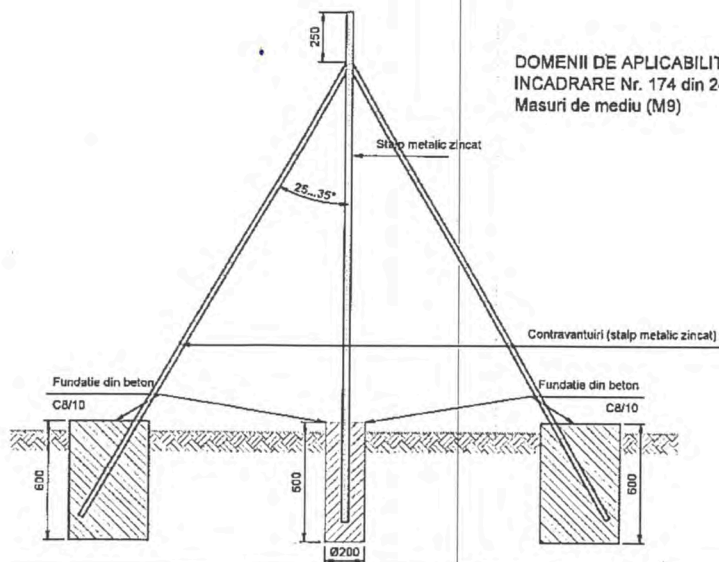 250
DOMENII DE APLICABILIT
INCADRARE Nr. 174 din 2
Masuri de mediu (M9)
Stalp metalic zincat
25...35°
Contravantuiri (stalp metalic zincat)
Fundatie din beton
C8/10
Fundatie din beton
C8/10
600
600
600
Ø200